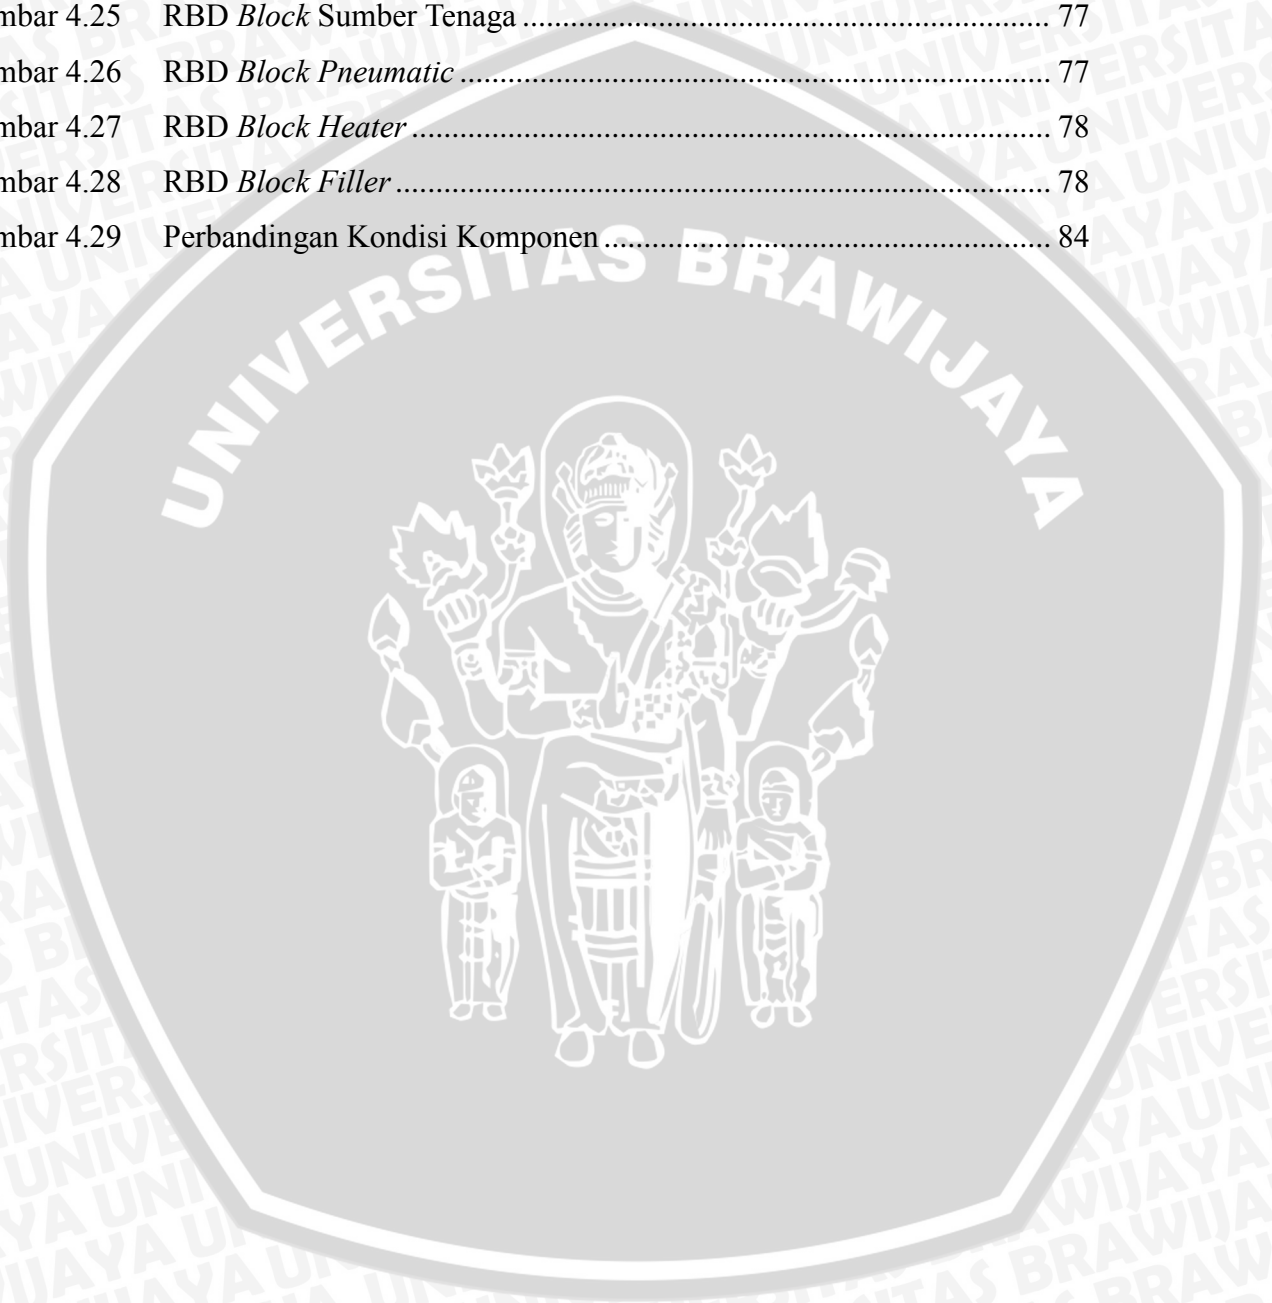 mbar 4.25 RBD Block Sumber Tenaga ................................................................ 77
mbar 4.26 RBD Block Pneumatic ......................................................................... 77
mbar 4.27 RBD Block Heater ............................................................................... 78
mbar 4.28 RBD Block Filler ................................................................................. 78
mbar 4.29 Perbandingan Kondisi Komponen ....................................................... 84
UNIVERSITAS BRAWIJAYA